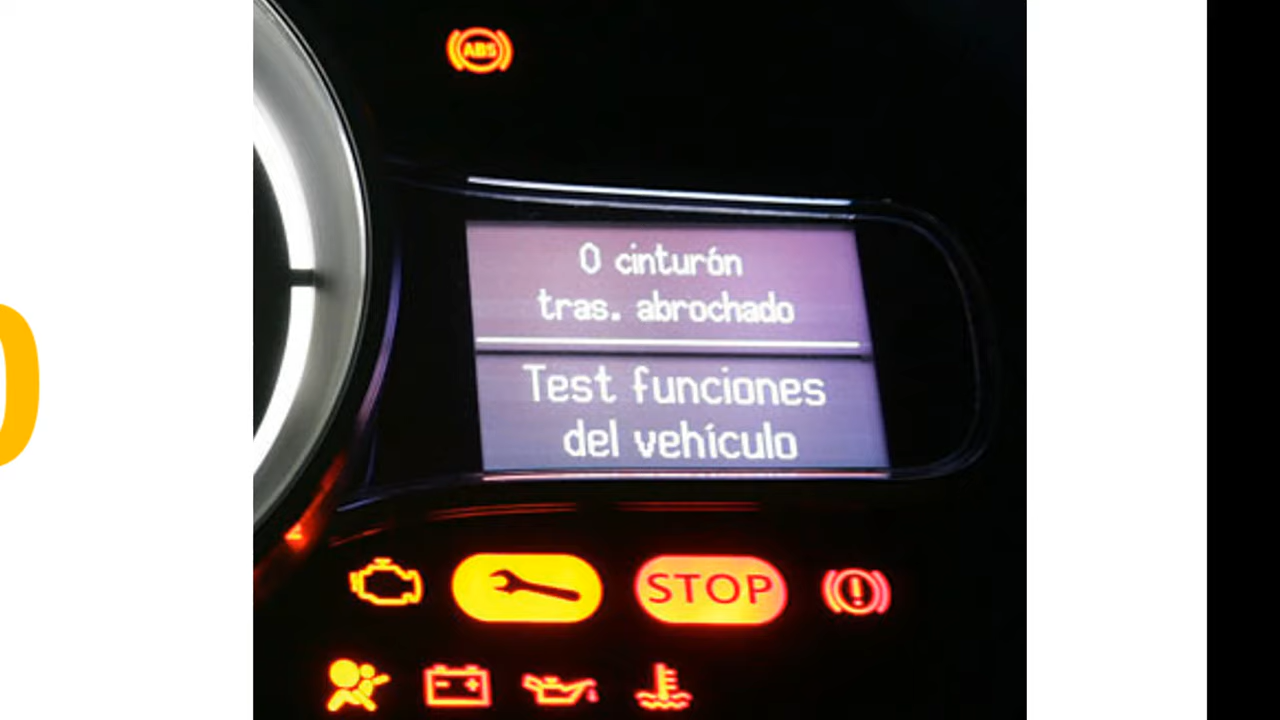 ABS
0 cinturón
tras. abrochado
Test funciones
del vehículo
STOP